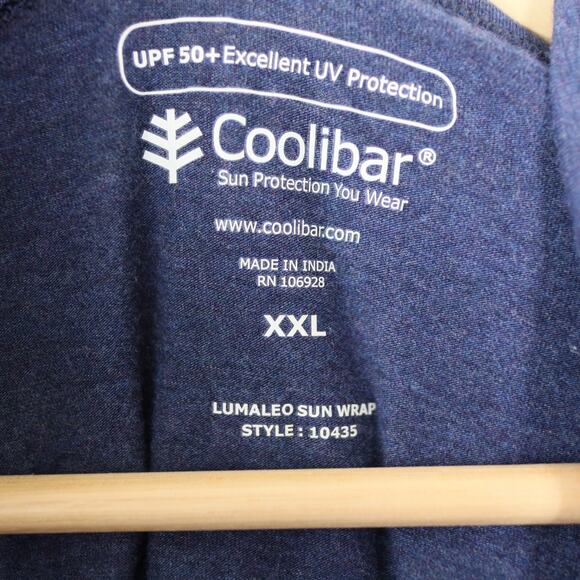 UPF 50+ Excellent UV Protection
Coolibar®
Sun Protection You Wear
www.coolibar.com
MADE IN INDIA
RN 106928
XXL
LUMALEO SUN WRAP
STYLE : 10435